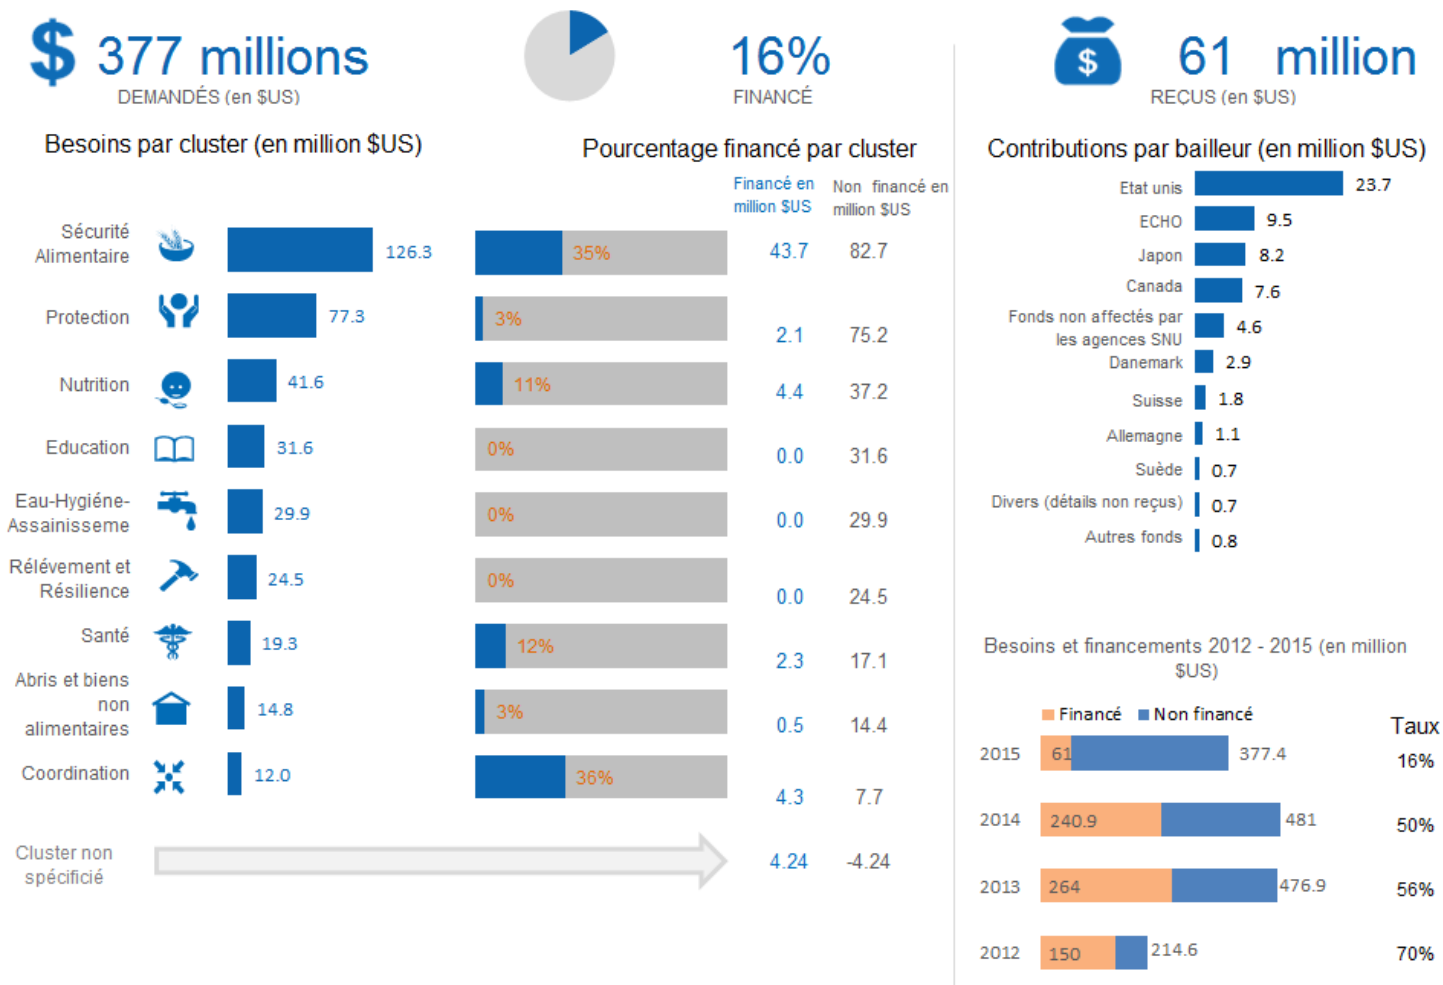 $ 377 millions
DEMANDÉS (en $US)
16%
FINANCÉ
$
61 million
REÇUS (en $US)
Besoins par cluster (en million $US)
Pourcentage financé par cluster
Financé en
million $US
Non financé en
million $US
Sécurité
Alimentaire
126.3
35%
43.7
82.7
Protection
77.3
3%
2.1
75.2
Nutrition
41.6
11%
4.4
37.2
Education
31.6
0%
0.0
31.6
Eau-Hygiéne-
Assainisseme
29.9
0%
0.0
29.9
Rélévement et
Résilience
24.5
0%
0.0
24.5
Santé
19.3
12%
2.3
17.1
Abris et biens
non
alimentaires
14.8
3%
0.5
14.4
Coordination
12.0
36%
4.3
7.7
Cluster non
spécificié
4.24
-4.24
Contributions par bailleur (en million $US)
Etat unis 23.7
ECHO 9.5
Japon 8.2
Canada 7.6
Fonds non affectés par
les agences SNU
4.6
Danemark 2.9
Suisse 1.8
Allemagne 1.1
Suède 0.7
Divers (détails non reçus) 0.7
Autres fonds 0.8
Besoins et financements 2012 - 2015 (en million
$US)
Financé Non financé
Taux
2015 61 377.4 16%
2014 240.9 481 50%
2013 264 476.9 56%
2012 150 214.6 70%